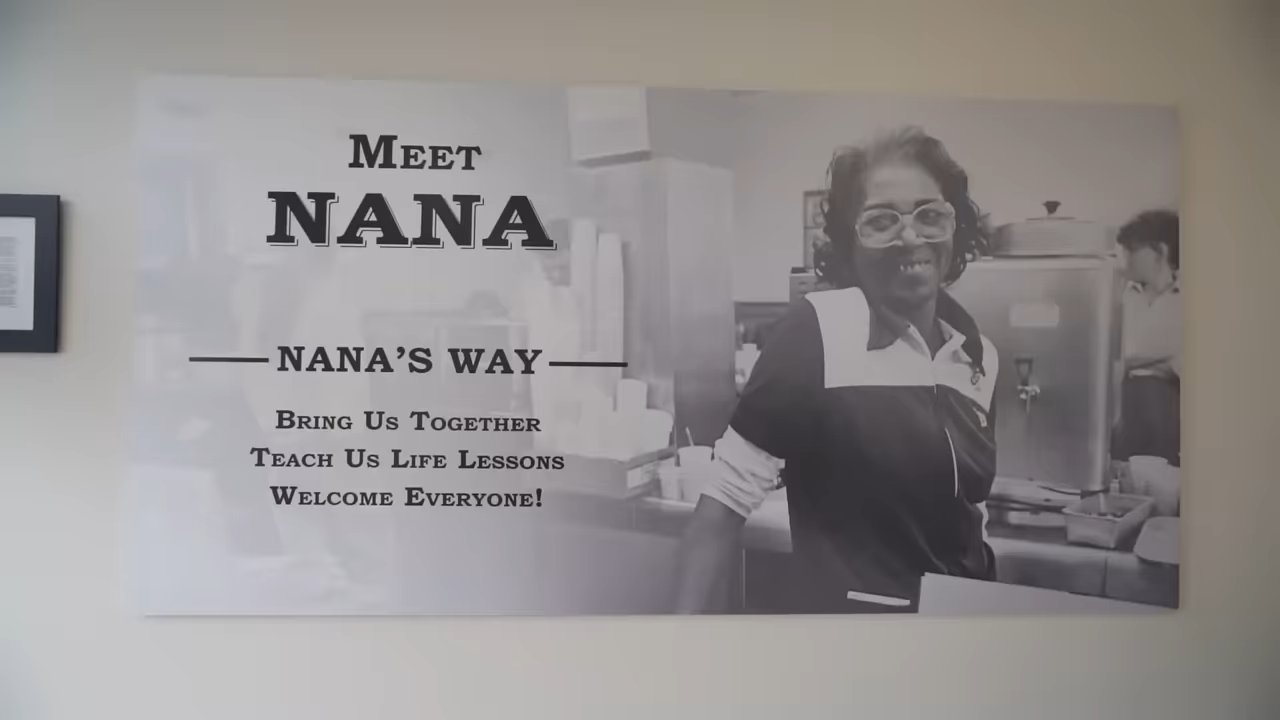 Meet
NANA
NANA'S WAY
Bring Us Together
Teach Us Life Lessons
Welcome Everyone!